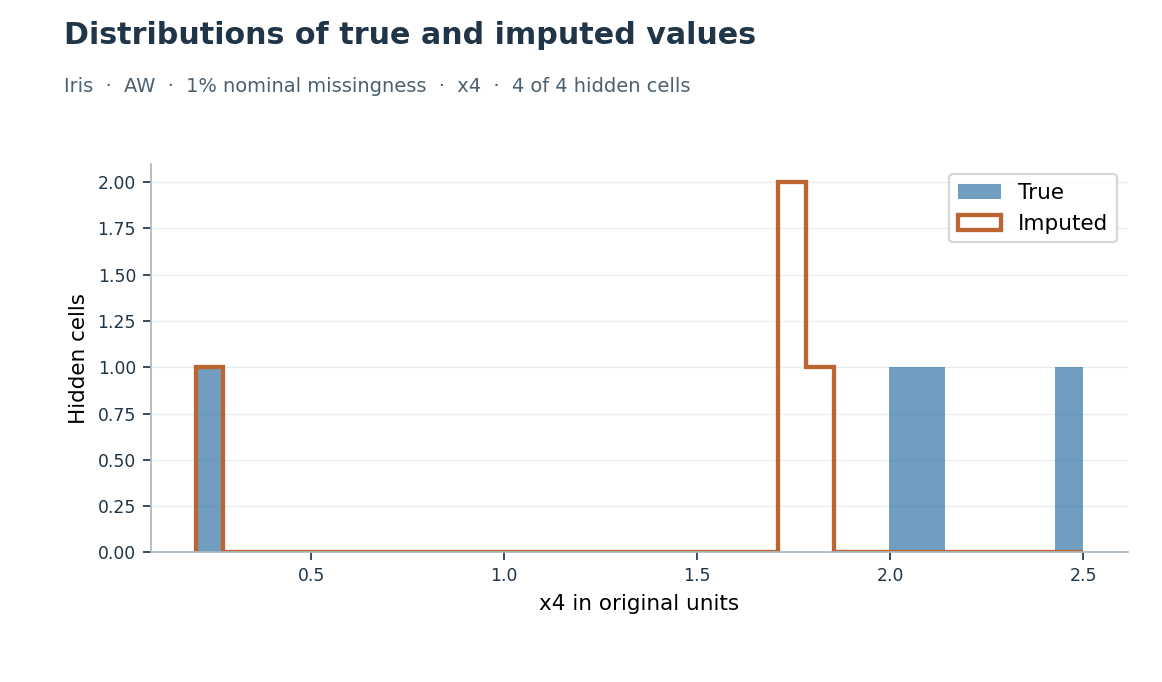 Distributions of true and imputed values
Iris · AW · 1% nominal missingness · x4 · 4 of 4 hidden cells
True
Imputed
Hidden cells
2.00
1.75
1.50
1.25
1.00
0.75
0.50
0.25
0.00
0.5 1.0 1.5 2.0 2.5
x4 in original units